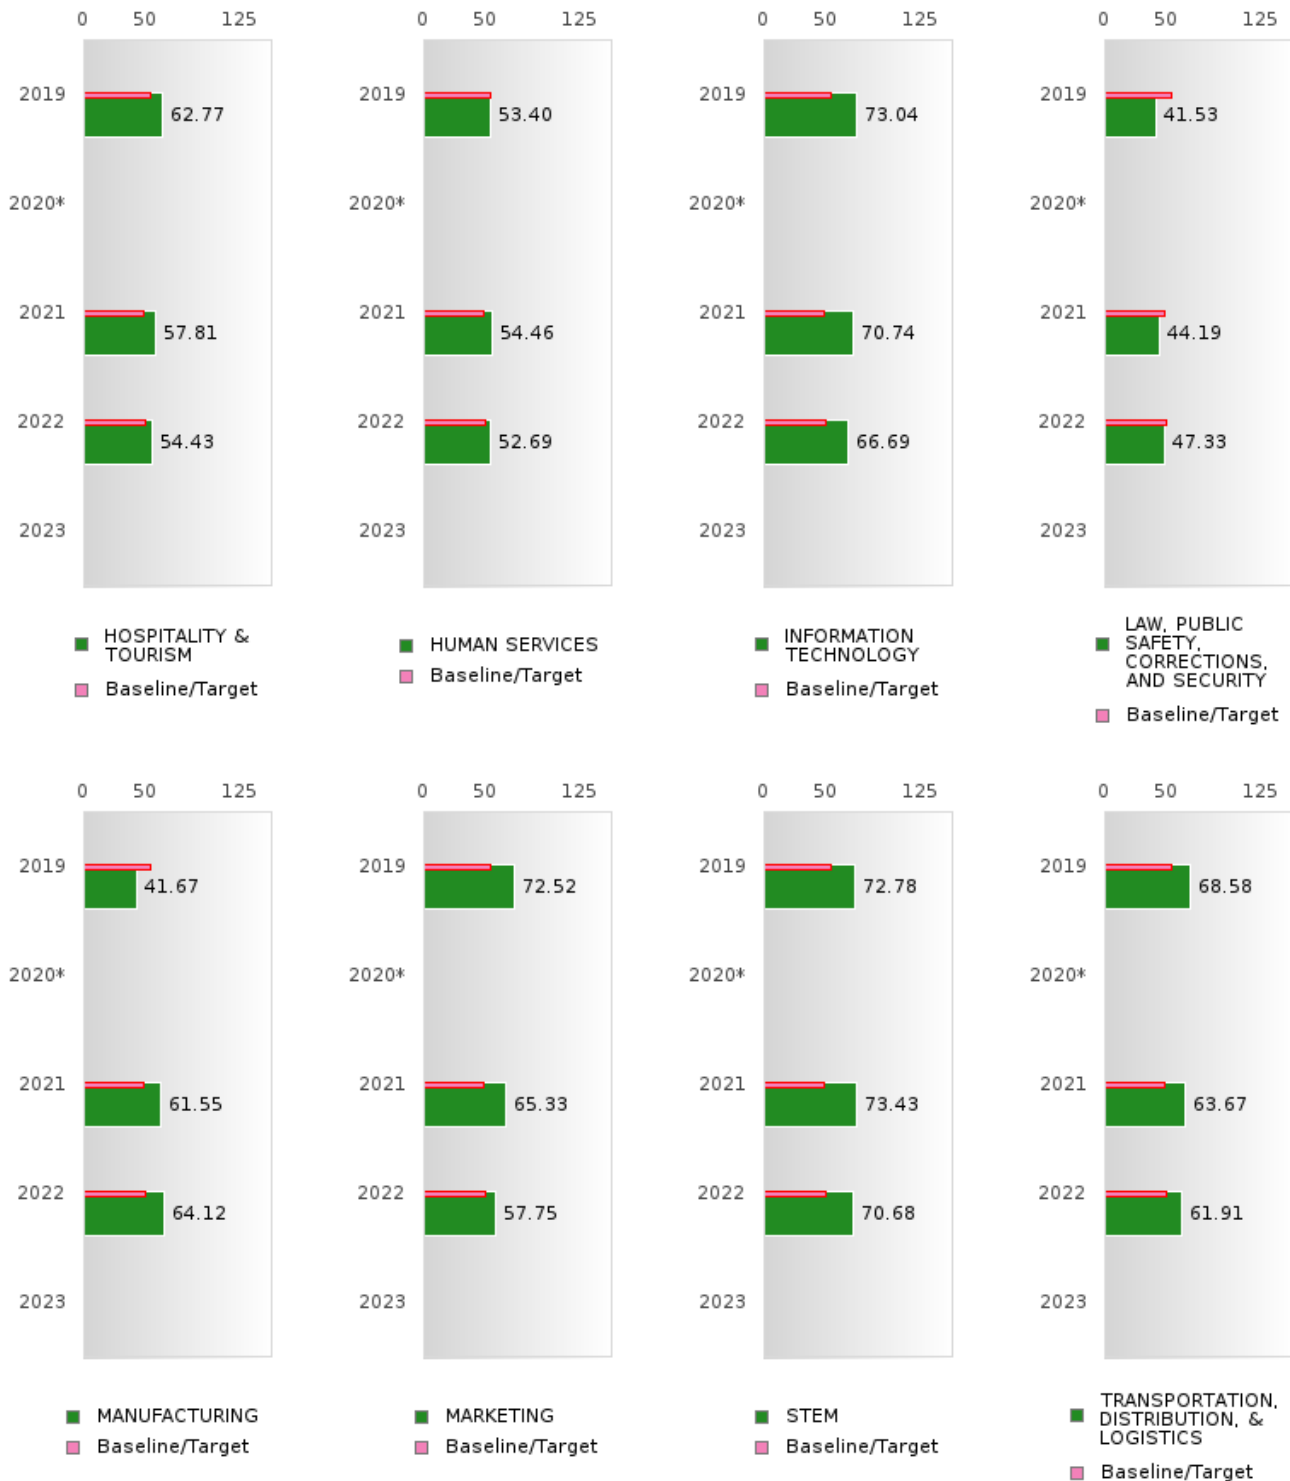 0 50 125 0 50 125 0 50 125 0 50 125
2019 62.77 2019 53.40 2019 73.04 2019 41.53
2020* 2020* 2020* 2020*
2021 57.81 2021 54.46 2021 70.74 2021 44.19
2022 54.43 2022 52.69 2022 66.69 2022 47.33
2023 2023 2023 2023
HOSPITALITY &
TOURISM
Baseline/Target
HUMAN SERVICES
Baseline/Target
INFORMATION
TECHNOLOGY
Baseline/Target
LAW, PUBLIC
SAFETY,
CORRECTIONS,
AND SECURITY
Baseline/Target
0 50 125 0 50 125 0 50 125 0 50 125
2019 41.67 2019 72.52 2019 72.78 2019 68.58
2020* 2020* 2020* 2020*
2021 61.55 2021 65.33 2021 73.43 2021 63.67
2022 64.12 2022 57.75 2022 70.68 2022 61.91
2023 2023 2023 2023
MANUFACTURING
Baseline/Target
MARKETING
Baseline/Target
STEM
Baseline/Target
TRANSPORTATION,
DISTRIBUTION, &
LOGISTICS
Baseline/Target